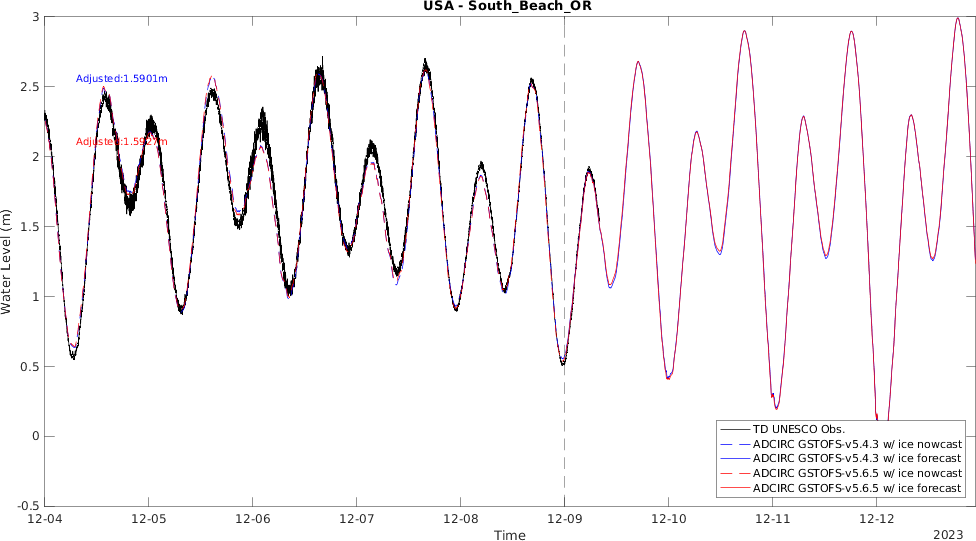 USA - South_Beach_OR
3
2.5
2
1.5
1
0.5
0
-0.5
Water Level (m)
Adjusted:1.5901m
Adjusted:1.5927m
TD UNESCO Obs.
ADCIRC GSTOFS-v5.4.3 w/ ice nowcast
ADCIRC GSTOFS-v5.4.3 w/ ice forecast
ADCIRC GSTOFS-v5.6.5 w/ ice nowcast
ADCIRC GSTOFS-v5.6.5 w/ ice forecast
12-04 12-05 12-06 12-07 12-08 12-09 12-10 12-11 12-12
Time
2023